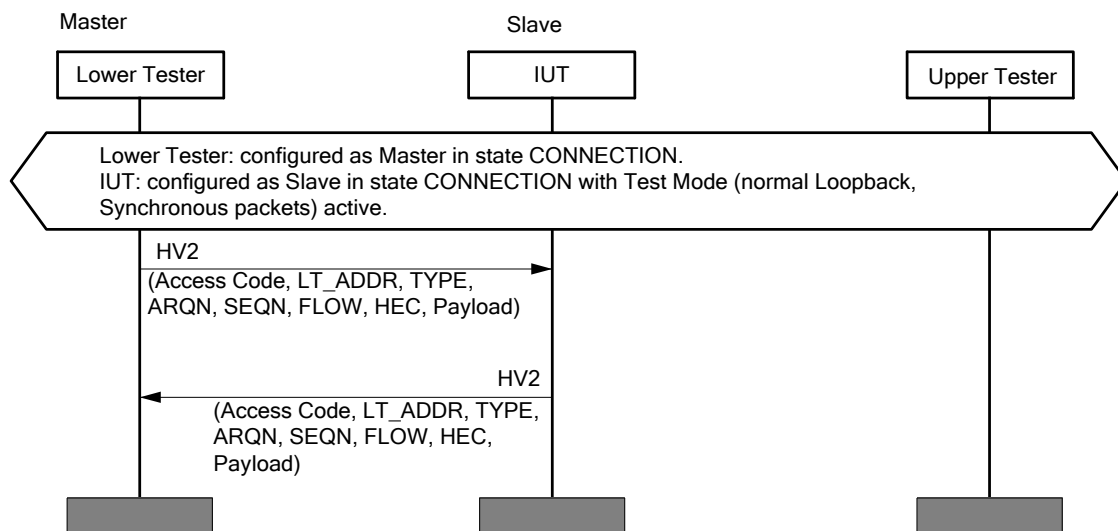 Master
Slave
Lower Tester
IUT
Upper Tester
Lower Tester: configured as Master in state CONNECTION.
IUT: configured as Slave in state CONNECTION with Test Mode (normal Loopback,
Synchronous packets) active.
HV2
(Access Code, LT_ADDR, TYPE,
ARQN, SEQN, FLOW, HEC, Payload)
HV2
(Access Code, LT_ADDR, TYPE,
ARQN, SEQN, FLOW, HEC,
Payload)